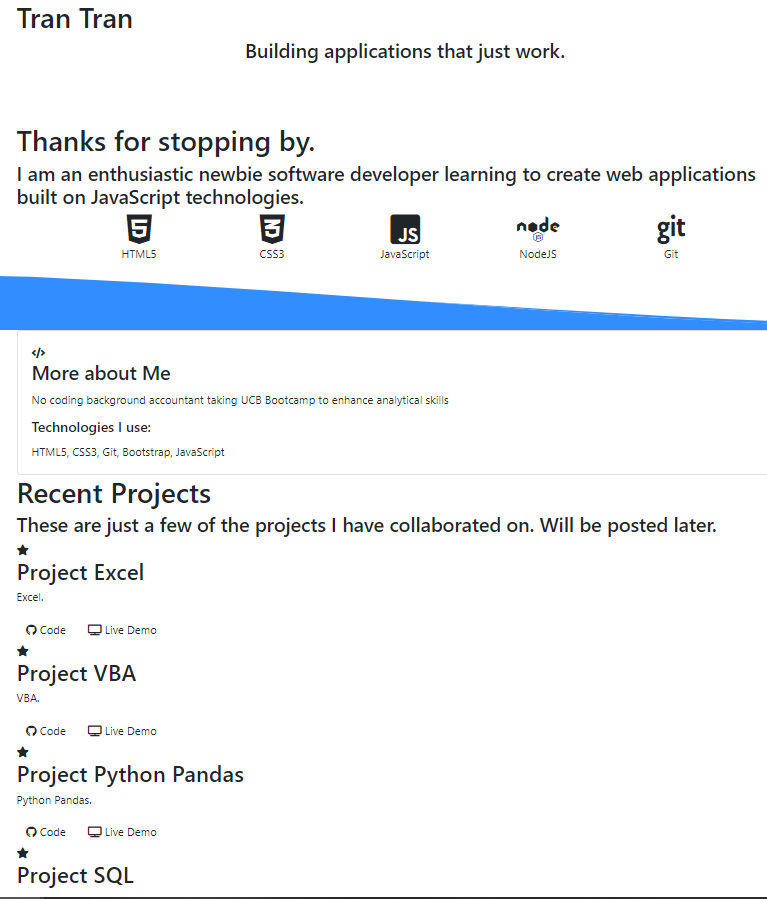 Tran Tran
Building applications that just work.
Thanks for stopping by.
I am an enthusiastic newbie software developer learning to create web applications
built on JavaScript technologies.
5 3 JS node JS git
HTML5 CSS3 JavaScript NodeJS Git
</>
More about Me
No coding background accountant taking UCB Bootcamp to enhance analytical skills
Technologies I use:
HTML5, CSS3, Git, Bootstrap, JavaScript
Recent Projects
These are just a few of the projects I have collaborated on. Will be posted later.
Project Excel
Excel.
Code Live Demo
Project VBA
VBA.
Code Live Demo
Project Python Pandas
Python Pandas.
Code Live Demo
Project SQL